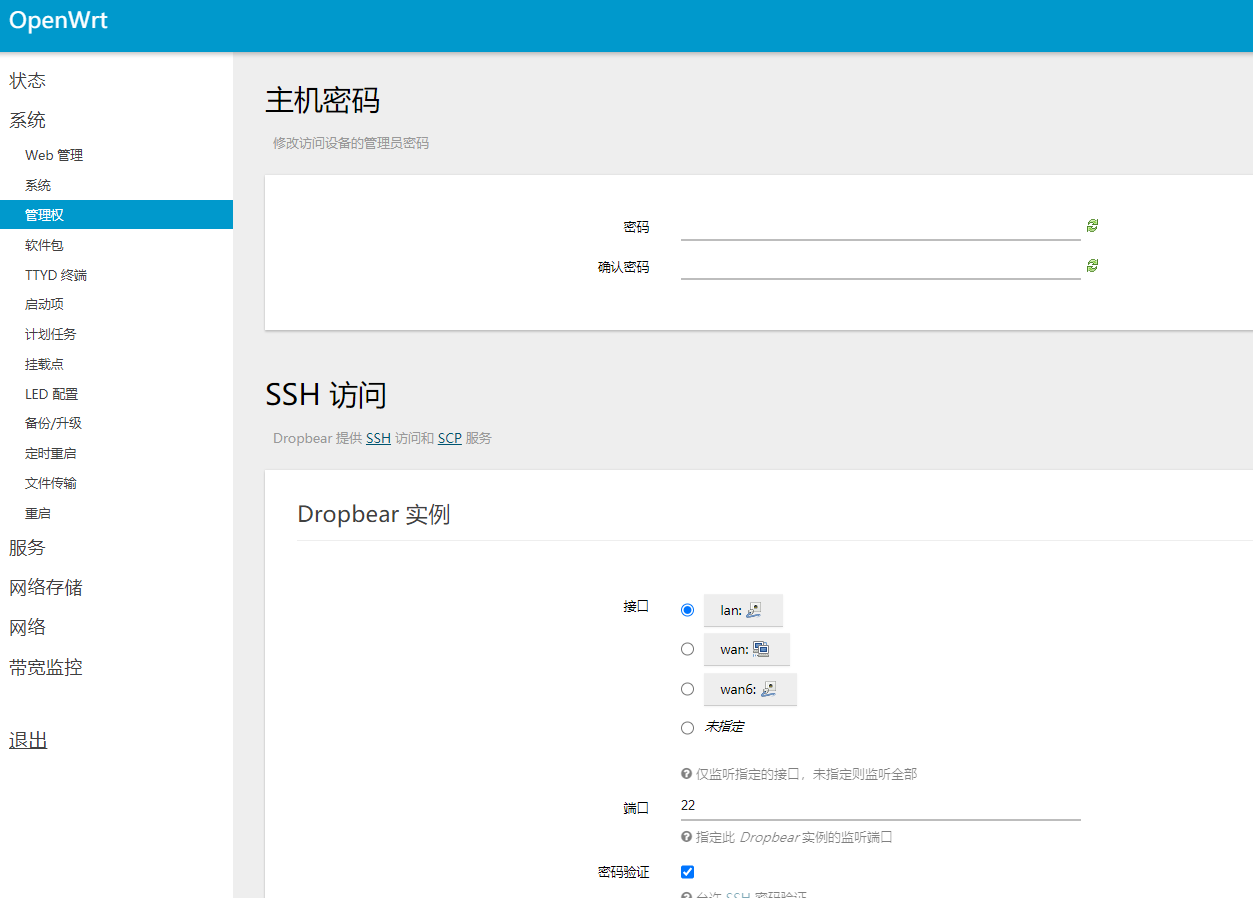 OpenWrt
状态
系统
Web 管理
系统
管理权
软件包
TTYD 终端
启动项
计划任务
挂载点
LED 配置
备份/升级
定时重启
文件传输
重启
服务
网络存储
网络
带宽监控
退出
主机密码
修改访问设备的管理员密码
密码
确认密码
SSH 访问
Dropbear 提供 SSH 访问和 SCP 服务
Dropbear 实例
接口
lan:
wan:
wan6:
未指定
仅监听指定的接口，未指定则监听全部
端口
22
指定此 Dropbear 实例的监听端口
密码验证
允许 SSH 密码验证